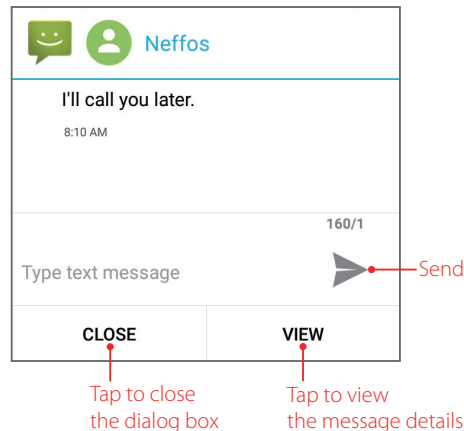 Neffos
I'll call you later.
8:10 AM
160/1
Type text message
Send
CLOSE
VIEW
Tap to close
the dialog box
Tap to view
the message details